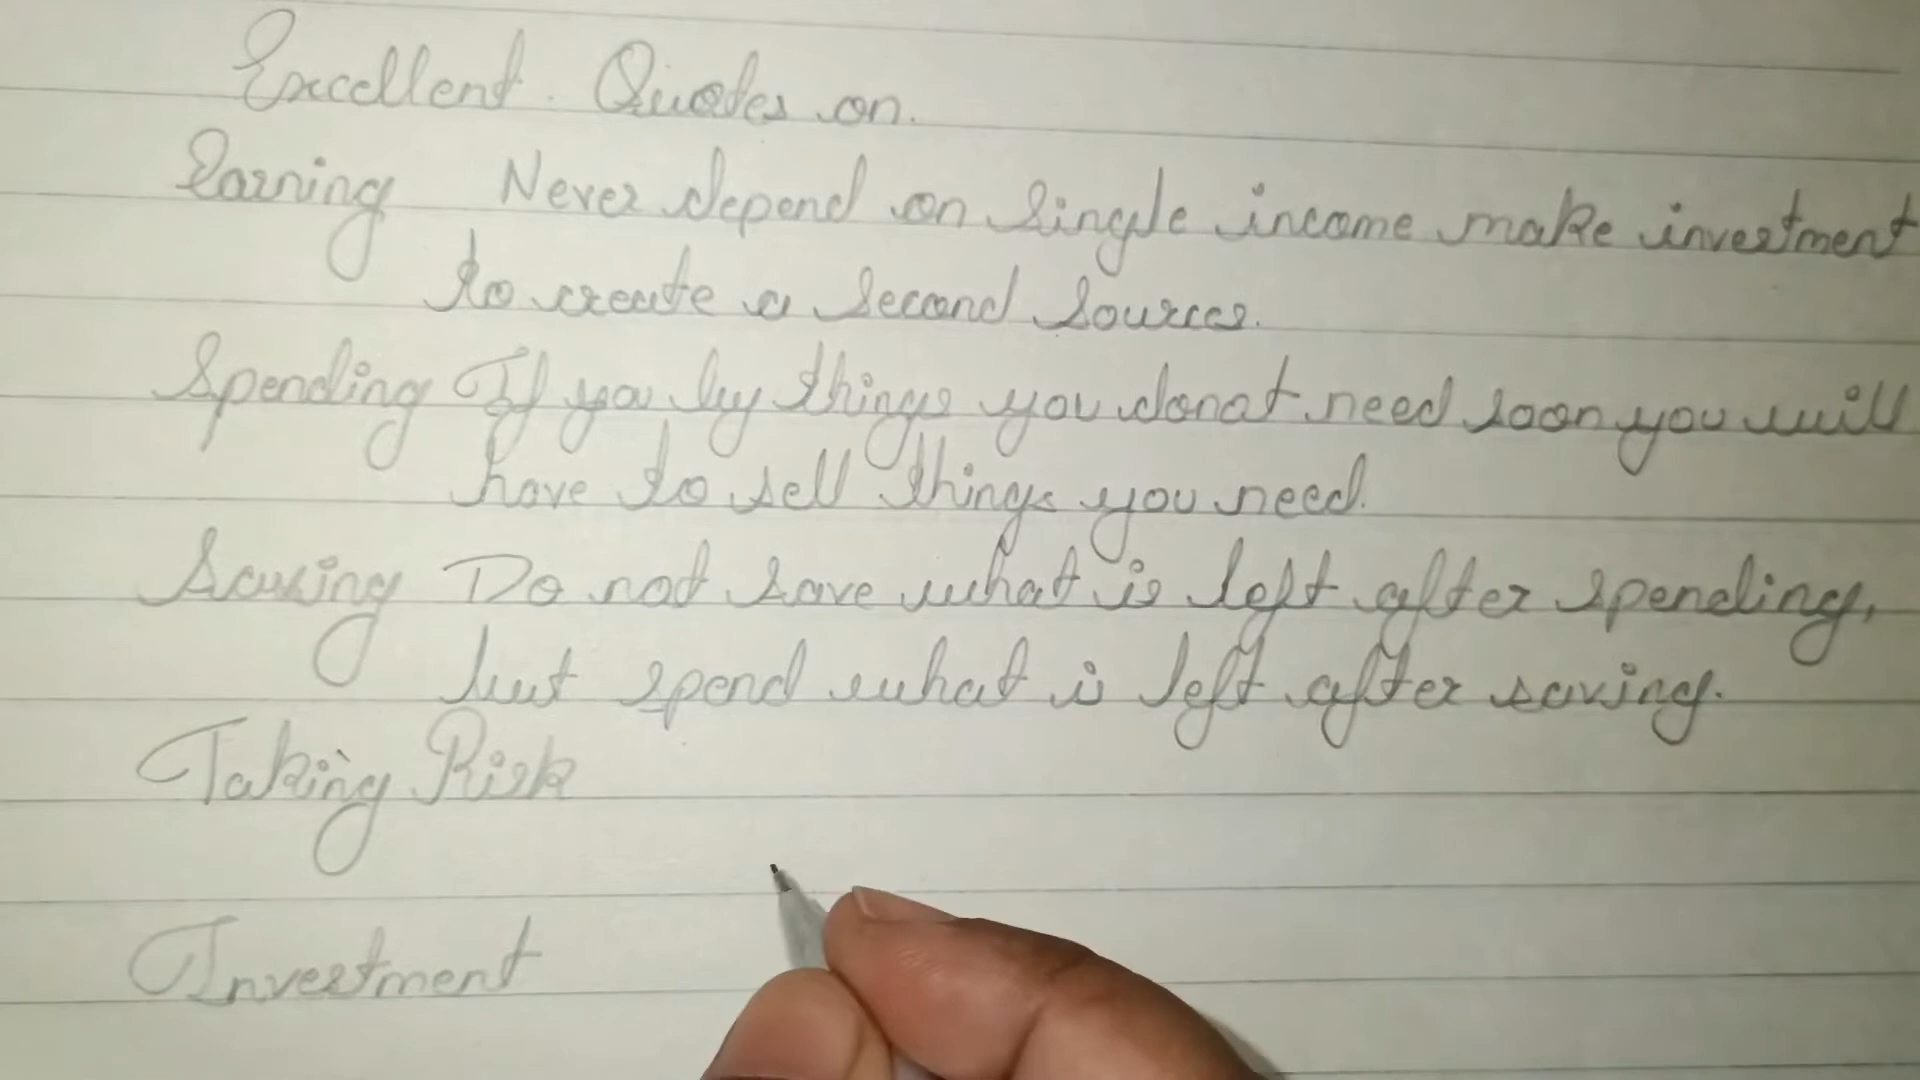 Excellent. Quotes on.
Earning Never depend on single income make investment
to create a second sources.
Spending If you by things you donot need soon you will
have to sell things you need.
Saving Do not save what is left after spending,
but spend what is left after saving.
Taking Risk
Investment